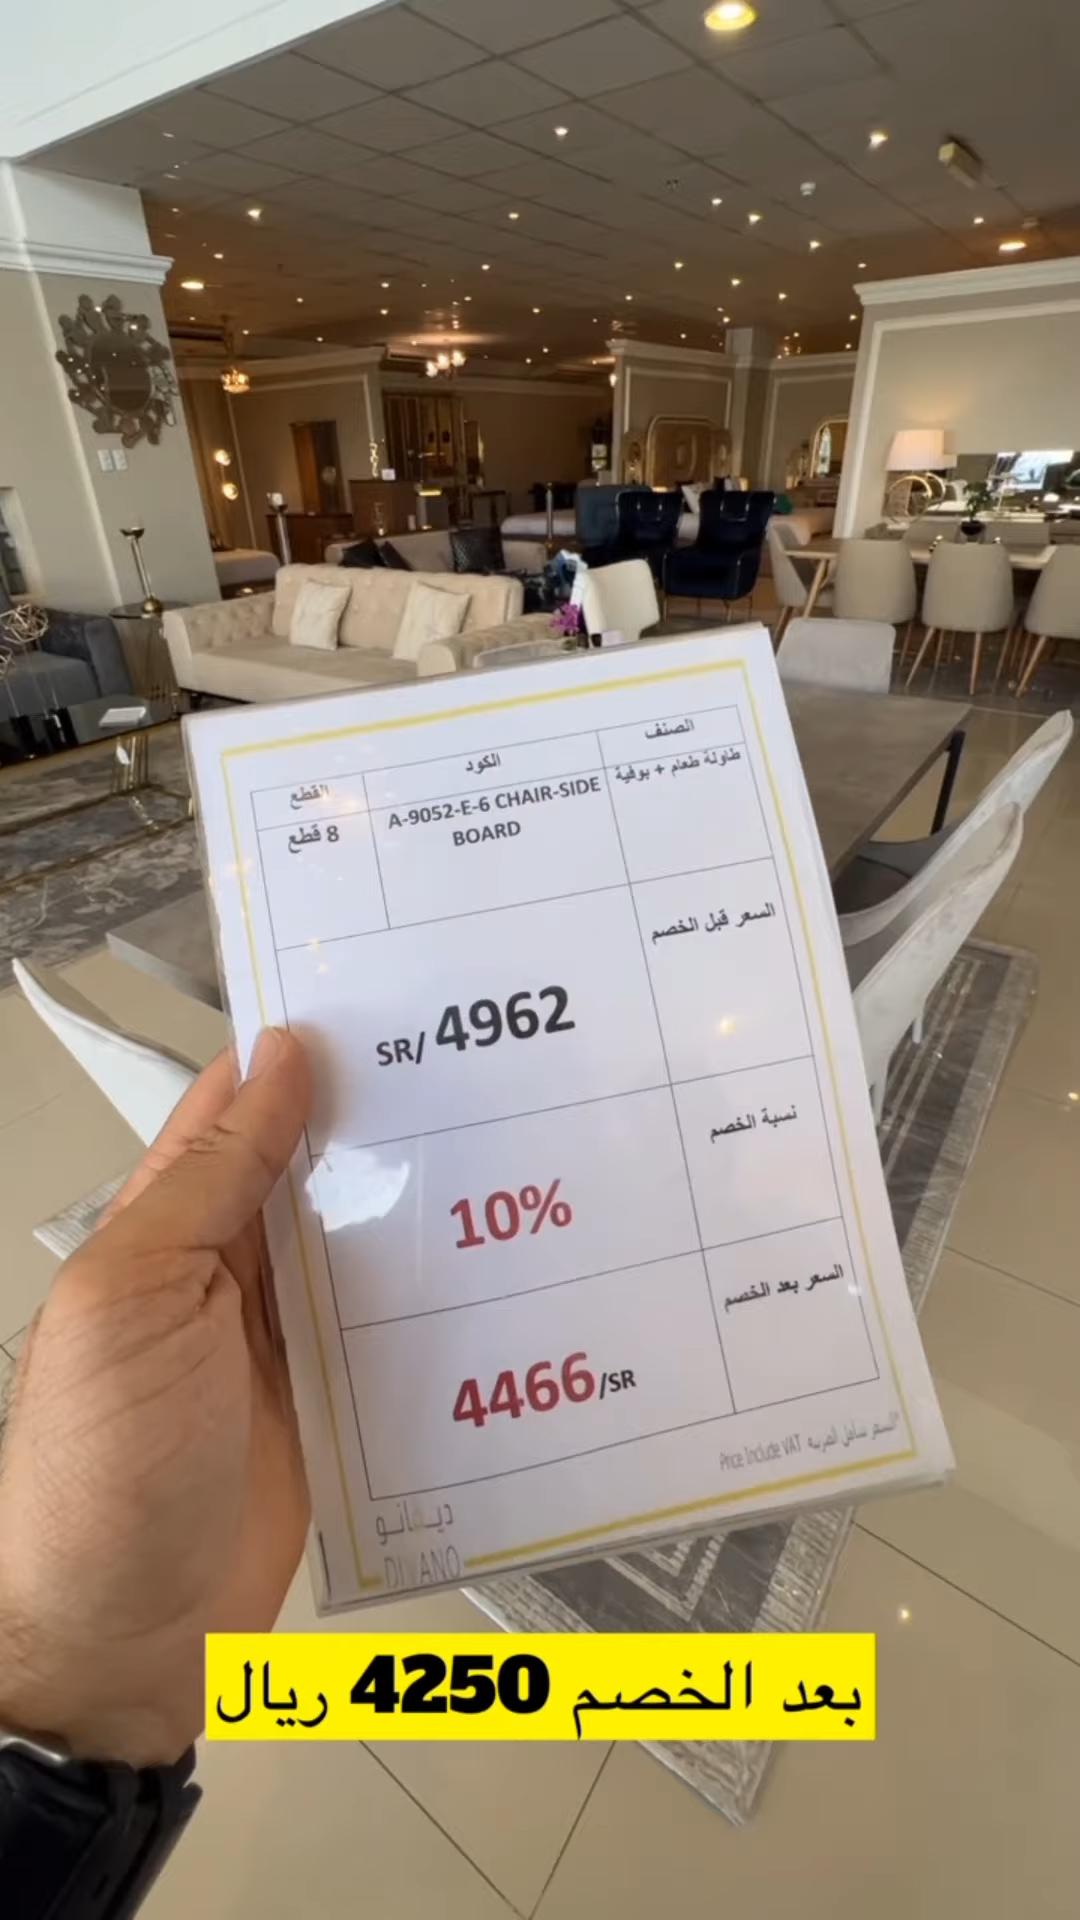 الصنف
الكود
القطع
طاولة طعام + بوفية
A-9052-E-6 CHAIR-SIDE
BOARD
8 قطع
السعر قبل الخصم
SR/4962
نسبة الخصم
10%
السعر بعد الخصم
4466/SR
*السعر شامل الضريبة Price Include VAT
ديفانو
DIVANO
بعد الخصم 4250 ريال